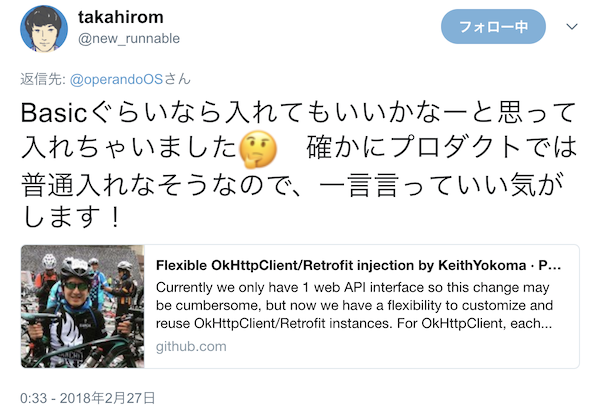 takahirom
@new_runnable
フォロー中
返信先: @operandoOSさん
Basicぐらいなら入れてもいいかなーと思って
入れちゃいました🤔 確かにプロダクトでは
普通入れなそうなので、一言言っていい気が
します！
Flexible OkHttpClient/Retrofit injection by KeithYokoma · P...
Currently we only have 1 web API interface so this change may
be cumbersome, but now we have a flexibility to customize and
reuse OkHttpClient/Retrofit instances. For OkHttpClient, each...
github.com
0:33 - 2018年2月27日